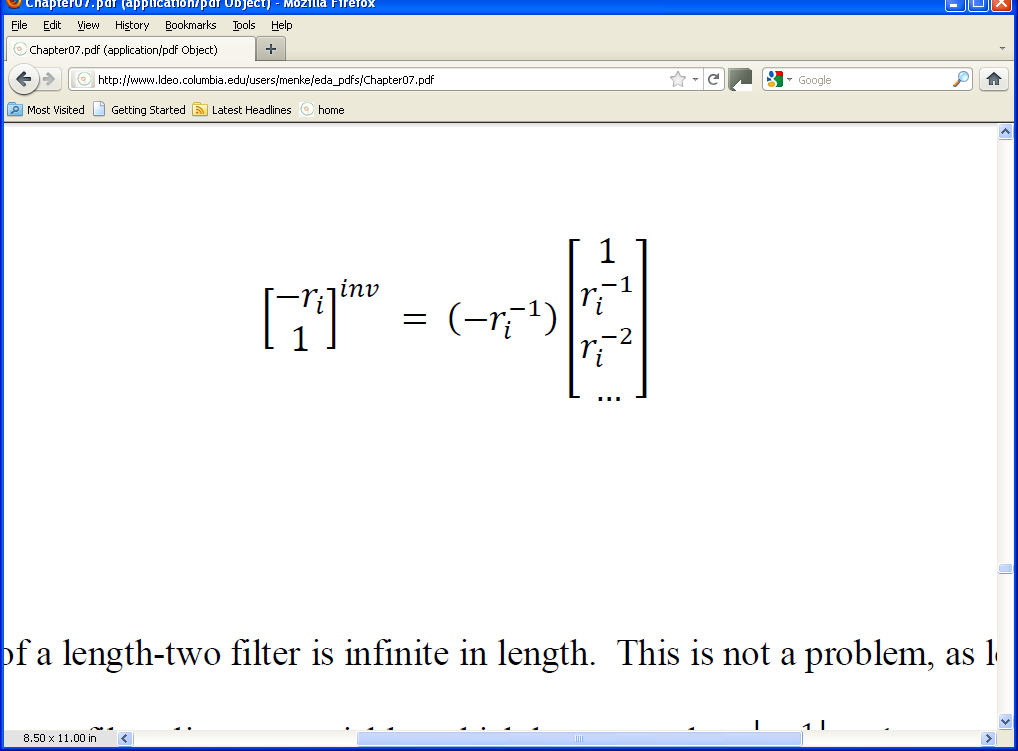 Chapter07.pdf (application/pdf Object) - Mozilla Firefox
File Edit View History Bookmarks Tools Help
Chapter07.pdf (application/pdf Object) +
http://www.ldeo.columbia.edu/users/menke/eda_pdfs/Chapter07.pdf Google
Most Visited Getting Started Latest Headlines home
[−rᵢ 1]ⁱⁿᵛ = (−rᵢ⁻¹) [1 rᵢ⁻¹ rᵢ⁻² ...]
of a length-two filter is infinite in length. This is not a problem, as
8.50 x 11.00 in